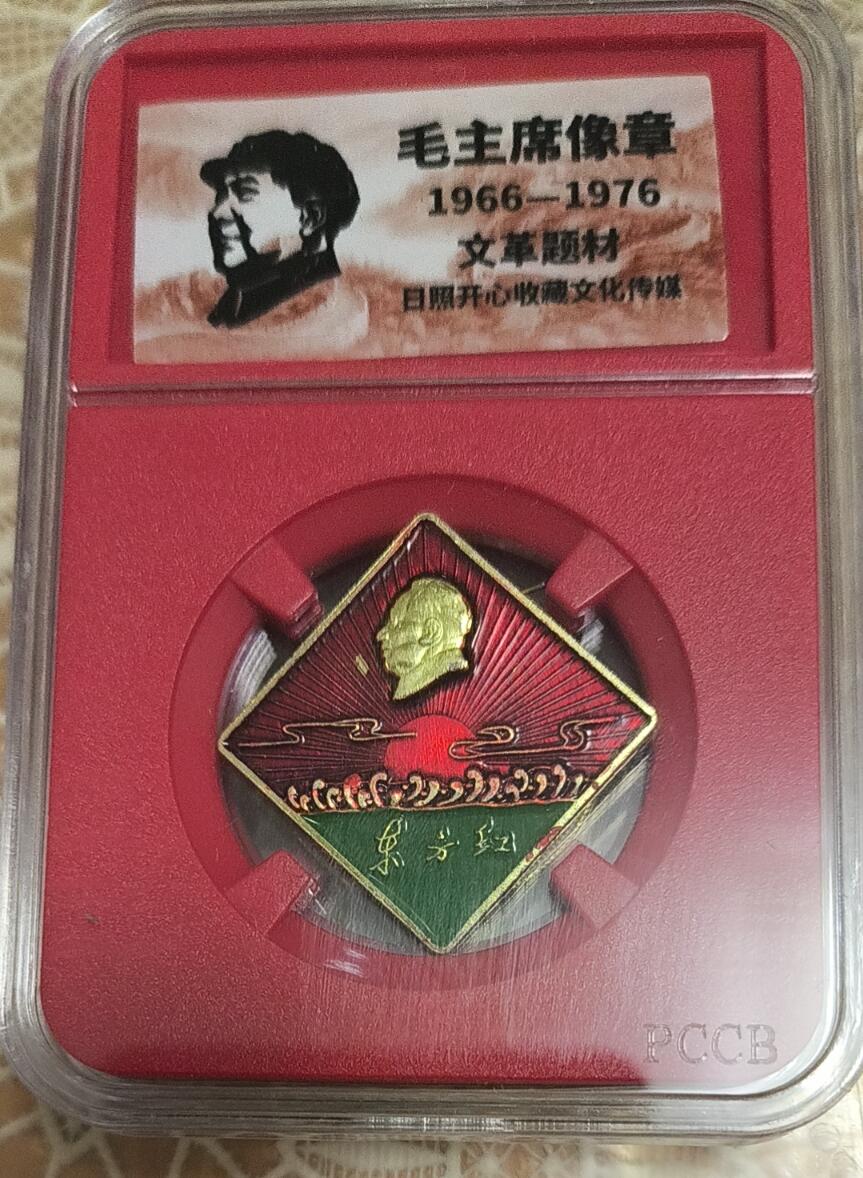 毛主席像章
1966—1976
文革题材
日照开心收藏文化传媒
东方红
PCCB